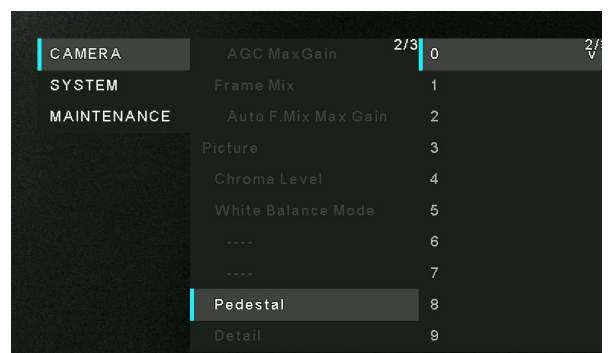 CAMERA
SYSTEM
MAINTENANCE
2/3
AGC MaxGain
Frame Mix
Auto F.Mix Max Gain
Picture
Chroma Level
White Balance Mode
----
----
Pedestal
Detail
0
1
2
3
4
5
6
7
8
9